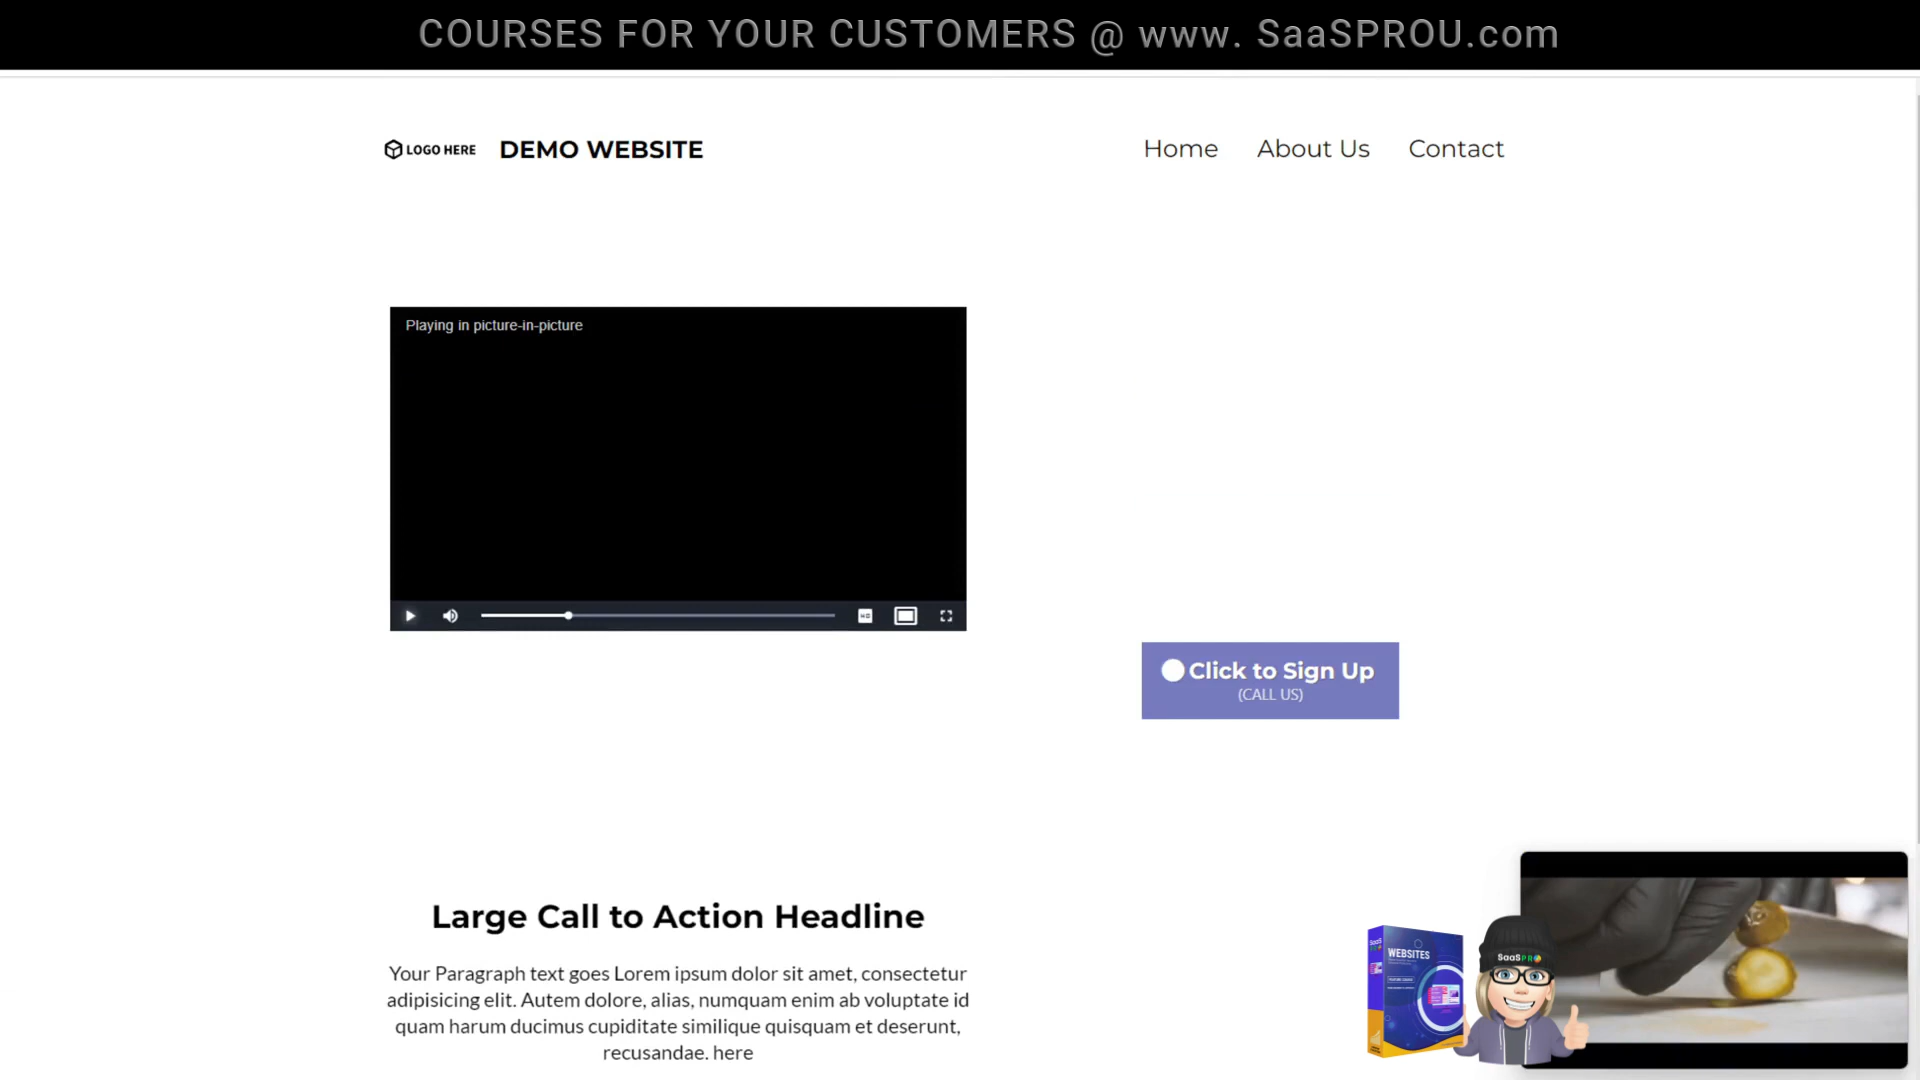 COURSES FOR YOUR CUSTOMERS @ www. SaaSPROU.com
LOGO HERE
DEMO WEBSITE
Home
About Us
Contact
Playing in picture-in-picture
Click to Sign Up
(CALL US)
Large Call to Action Headline
Your Paragraph text goes Lorem ipsum dolor sit amet, consectetur
adipisicing elit. Autem dolore, alias, numquam enim ab voluptate id
quam harum ducimus cupiditate similique quisquam et deserunt,
recusandae. here
WEBSITES
SaaSPRO